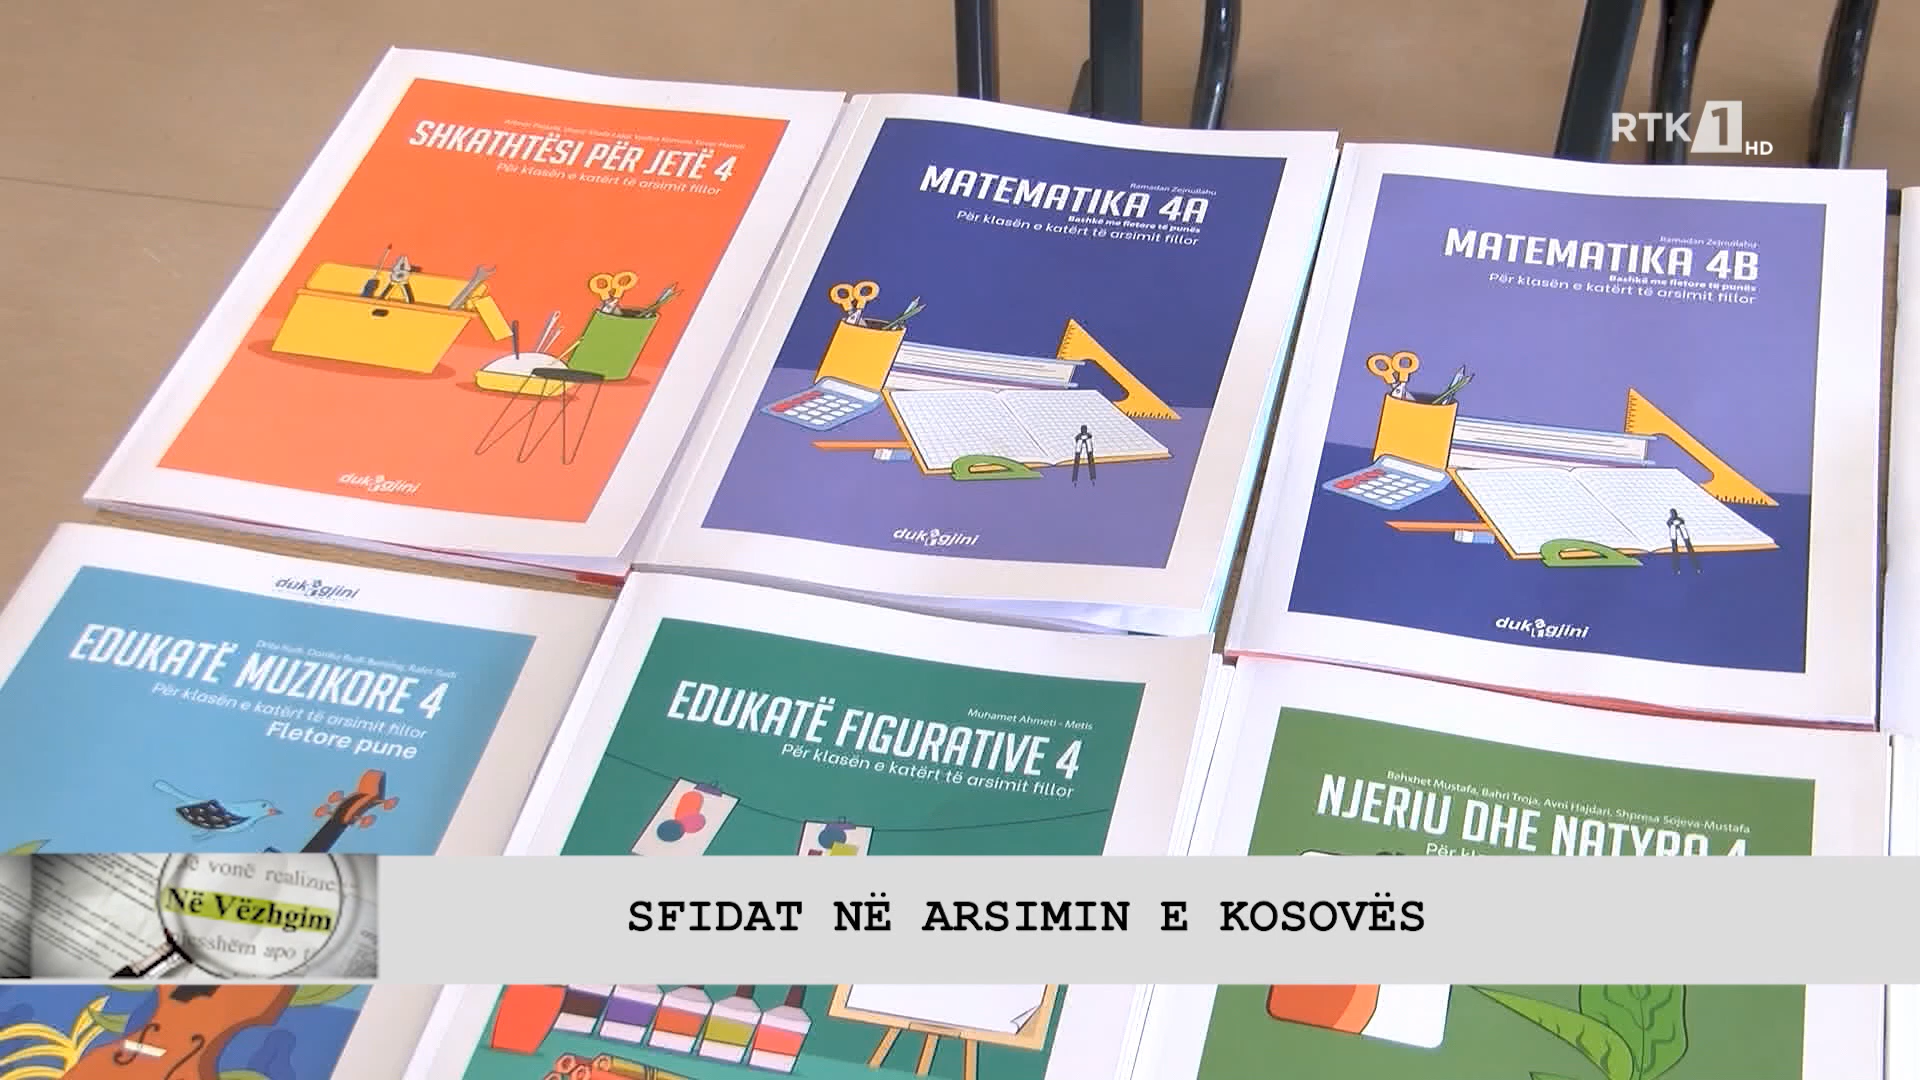 RTK 1 HD
SHKATHTËSI PËR JETË 4
Për klasën e katërt të arsimit fillor
dukagjini
Ramadan Zejnullahu
MATEMATIKA 4A
Bashkë me fletore të punës
Për klasën e katërt të arsimit fillor
dukagjini
Ramadan Zejnullahu
MATEMATIKA 4B
Bashkë me fletore të punës
Për klasën e katërt të arsimit fillor
dukagjini
dukagjini
EDUKATË MUZIKORE 4
Për klasën e katërt të arsimit fillor
Fletore pune
Muhamet Ahmeti - Metis
EDUKATË FIGURATIVE 4
Për klasën e katërt të arsimit fillor
Behxhet Mustafa, Bahri Troja, Avni Hajdari, Shpresa Sojeva-Mustafa
NJERIU DHE NATYRA 4
Për
vonë realizue
Në Vëzhgim
apo
SFIDAT NË ARSIMIN E KOSOVËS